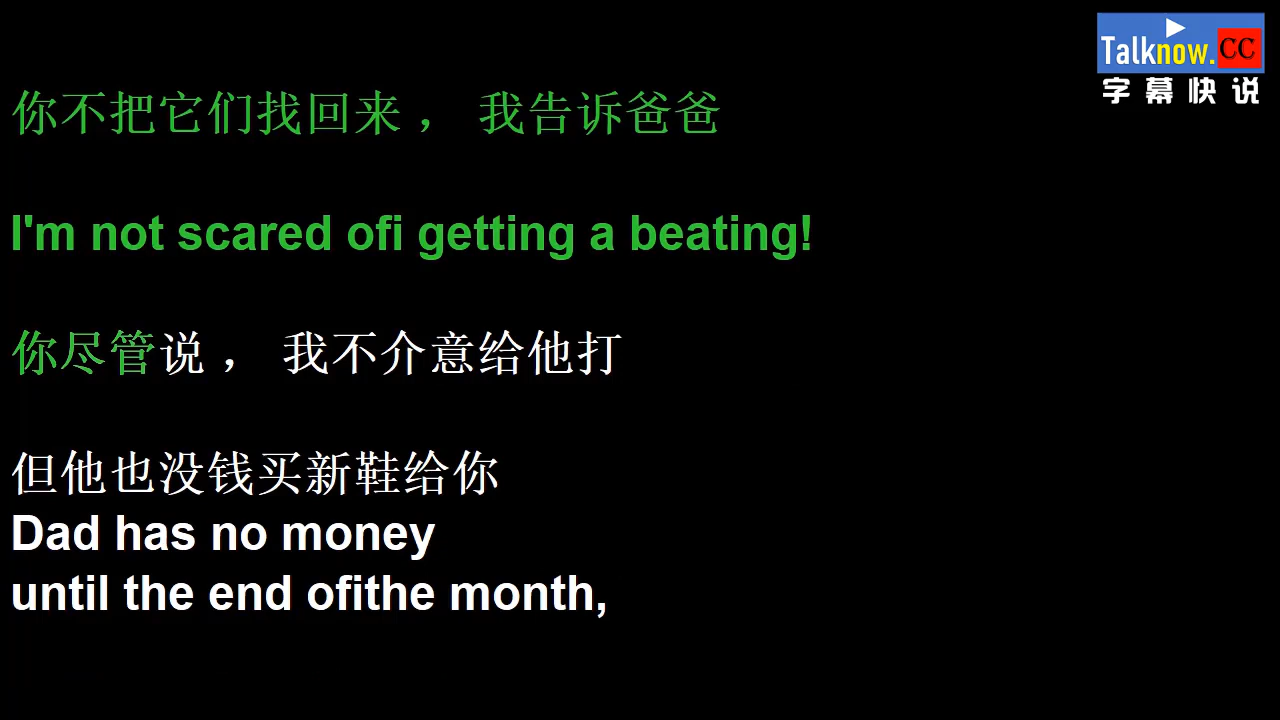 Talknow.CC
字幕快说
你不把它们找回来， 我告诉爸爸
I'm not scared ofi getting a beating!
你尽管说， 我不介意给他打
但他也没钱买新鞋给你
Dad has no money
until the end ofithe month,